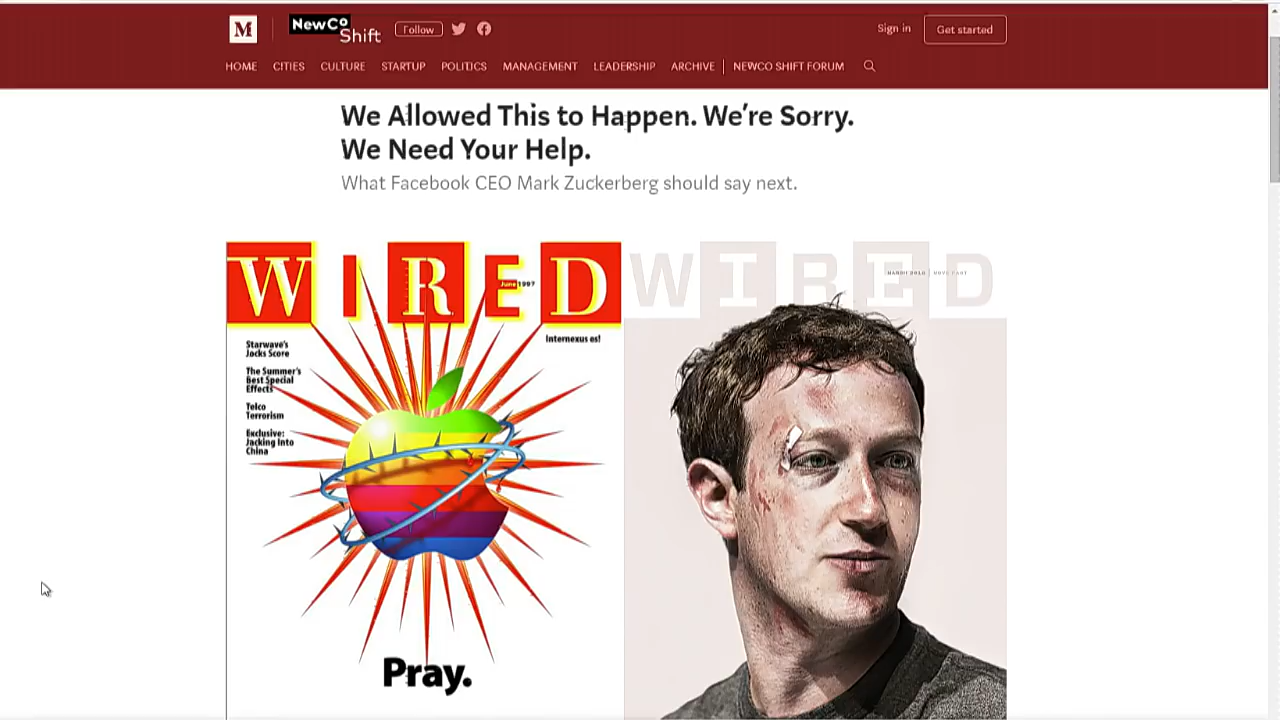 M
NewCo
Shift
Follow
Sign in
Get started
HOME CITIES CULTURE STARTUP POLITICS MANAGEMENT LEADERSHIP ARCHIVE NEWCO SHIFT FORUM
We Allowed This to Happen. We’re Sorry.
We Need Your Help.
What Facebook CEO Mark Zuckerberg should say next.
WIRED
June 1997
Internexus es!
Starwave's
Jocks Score
The Summer's
Best Special
Effects
Telco
Terrorism
Exclusive:
Jacking Into
China
Pray.
WIRED
MOVE FAST